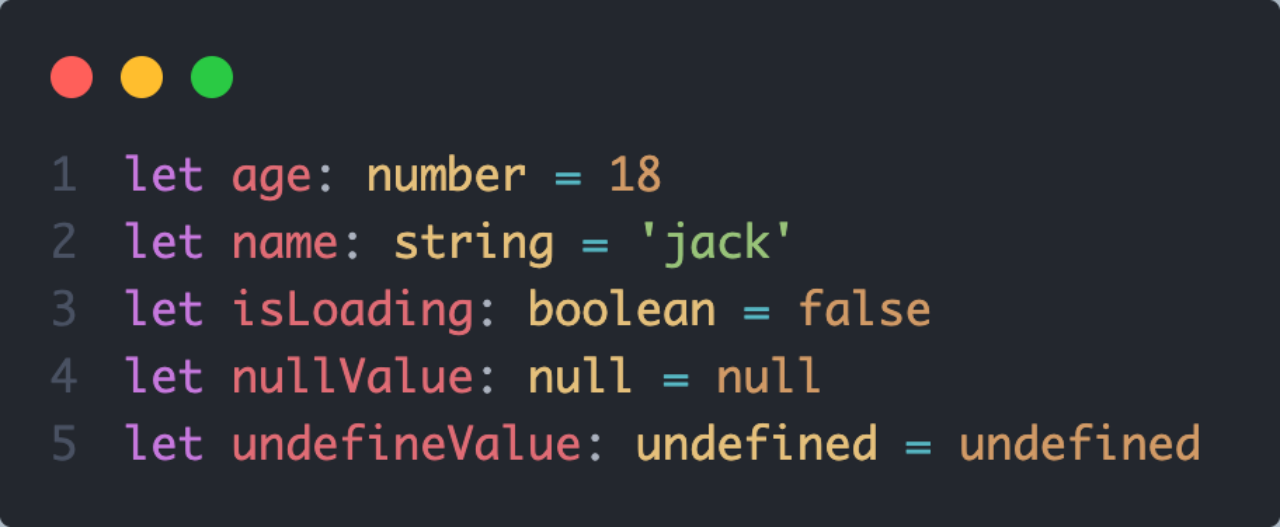 1 let age: number = 18
2 let name: string = 'jack'
3 let isLoading: boolean = false
4 let nullValue: null = null
5 let undefineValue: undefined = undefined